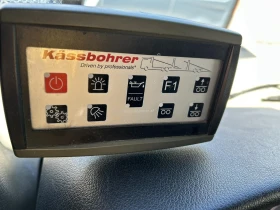 Kässbohrer
Driven by professionals®
F1
FAULT